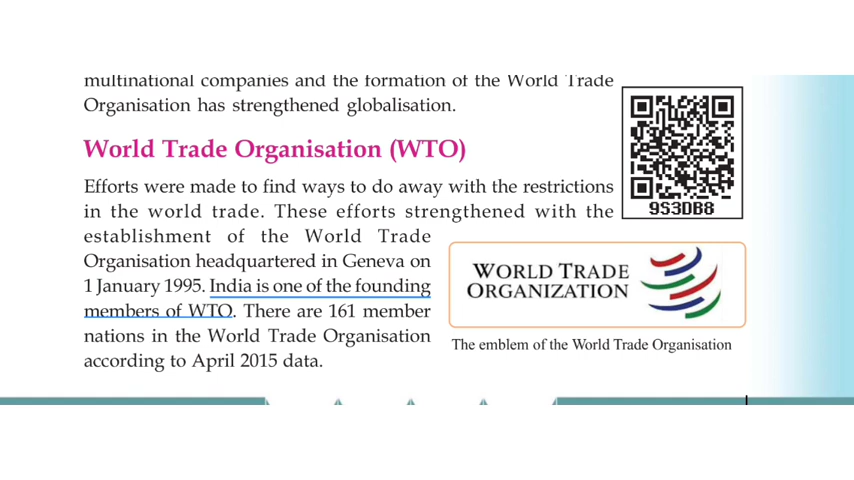 multinational companies and the formation of the World Trade
Organisation has strengthened globalisation.
World Trade Organisation (WTO)
Efforts were made to find ways to do away with the restrictions
in the world trade. These efforts strengthened with the
establishment of the World Trade
Organisation headquartered in Geneva on
1 January 1995. India is one of the founding
members of WTO. There are 161 member
nations in the World Trade Organisation
according to April 2015 data.
9S3DB8
WORLD TRADE
ORGANIZATION
The emblem of the World Trade Organisation